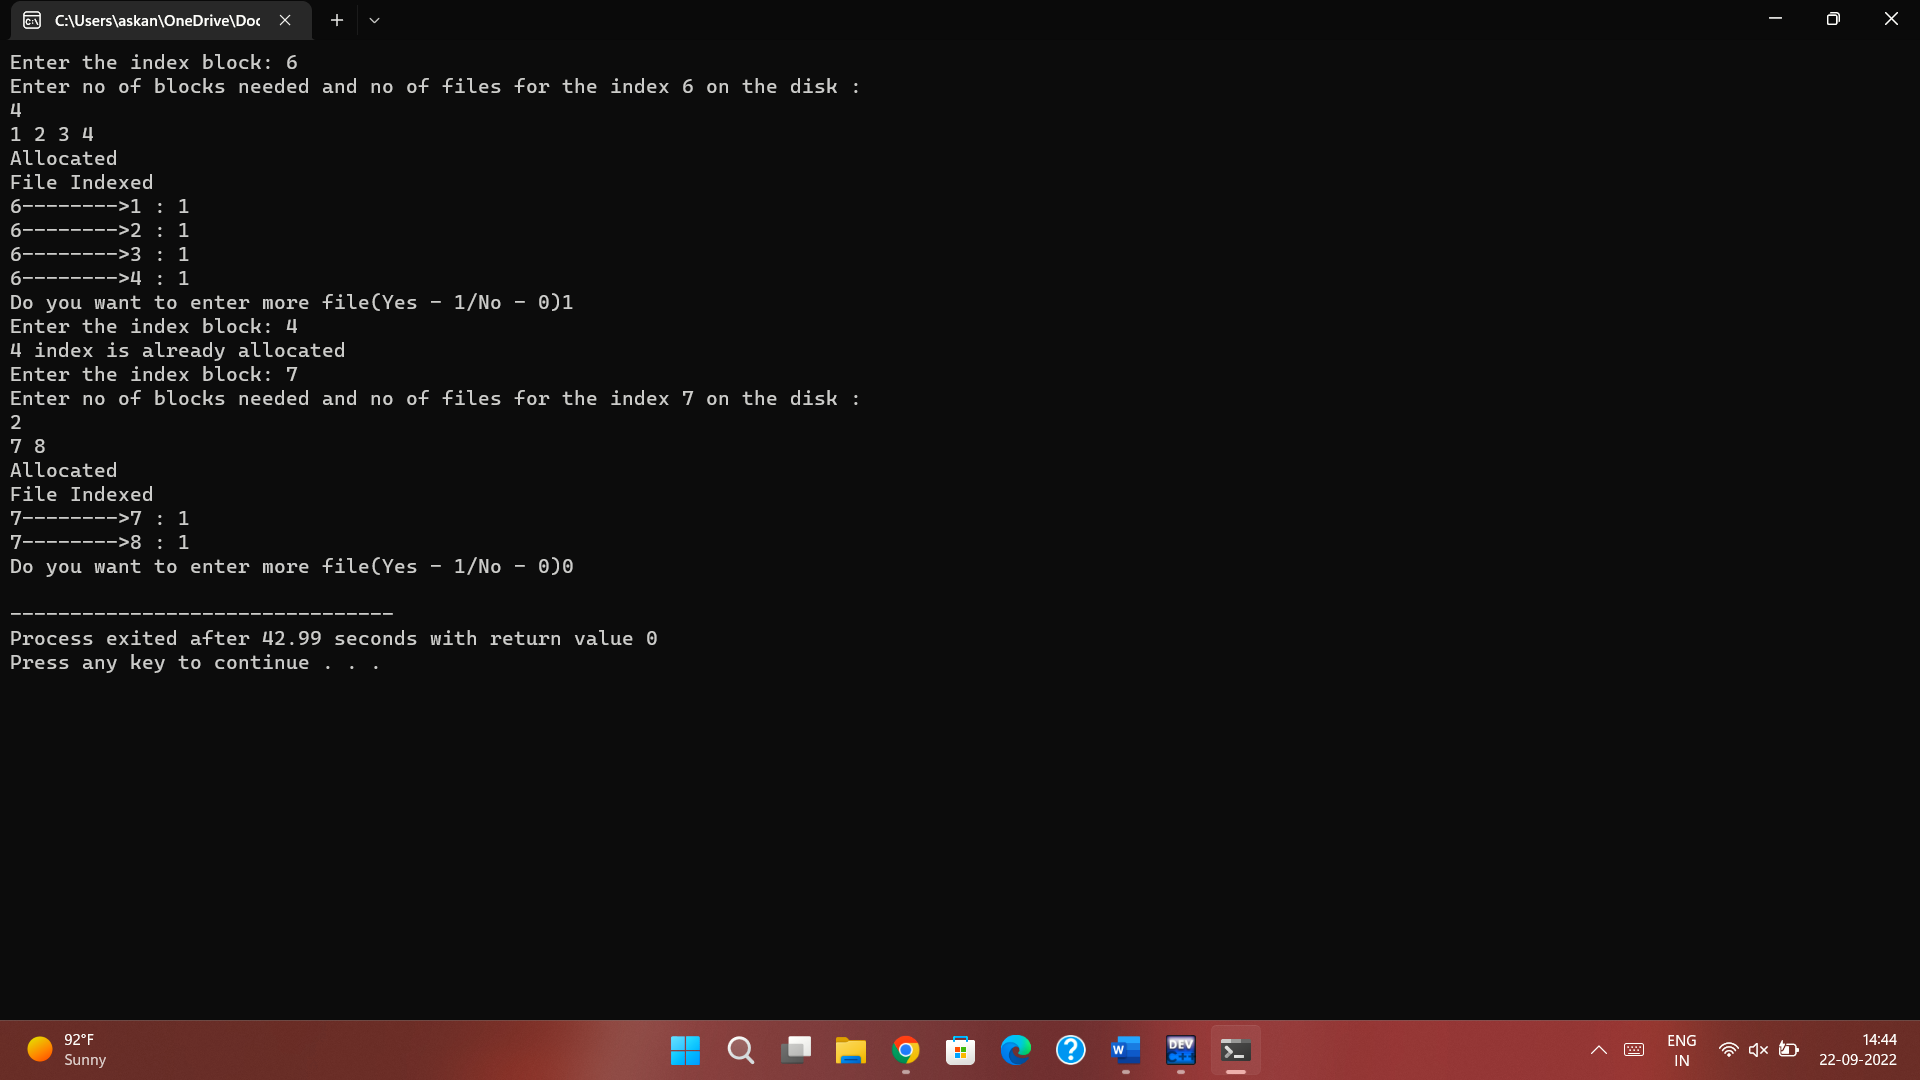 C:\Users\askan\OneDrive\Doc
Enter the index block: 6
Enter no of blocks needed and no of files for the index 6 on the disk :
4
1 2 3 4
Allocated
File Indexed
6-------->1 : 1
6-------->2 : 1
6-------->3 : 1
6-------->4 : 1
Do you want to enter more file(Yes - 1/No - 0)1
Enter the index block: 4
4 index is already allocated
Enter the index block: 7
Enter no of blocks needed and no of files for the index 7 on the disk :
2
7 8
Allocated
File Indexed
7-------->7 : 1
7-------->8 : 1
Do you want to enter more file(Yes - 1/No - 0)0
--------------------------------
Process exited after 42.99 seconds with return value 0
Press any key to continue . . .
92°F
Sunny
W
DEV
C++
ENG
IN
14:44
22-09-2022